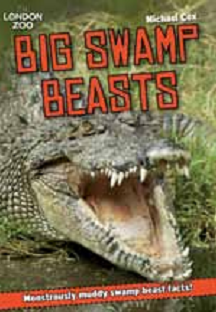 LONDON
ZOO
Michael Cox
BIG SWAMP
BEASTS
Monstrously muddy swamp beast facts!